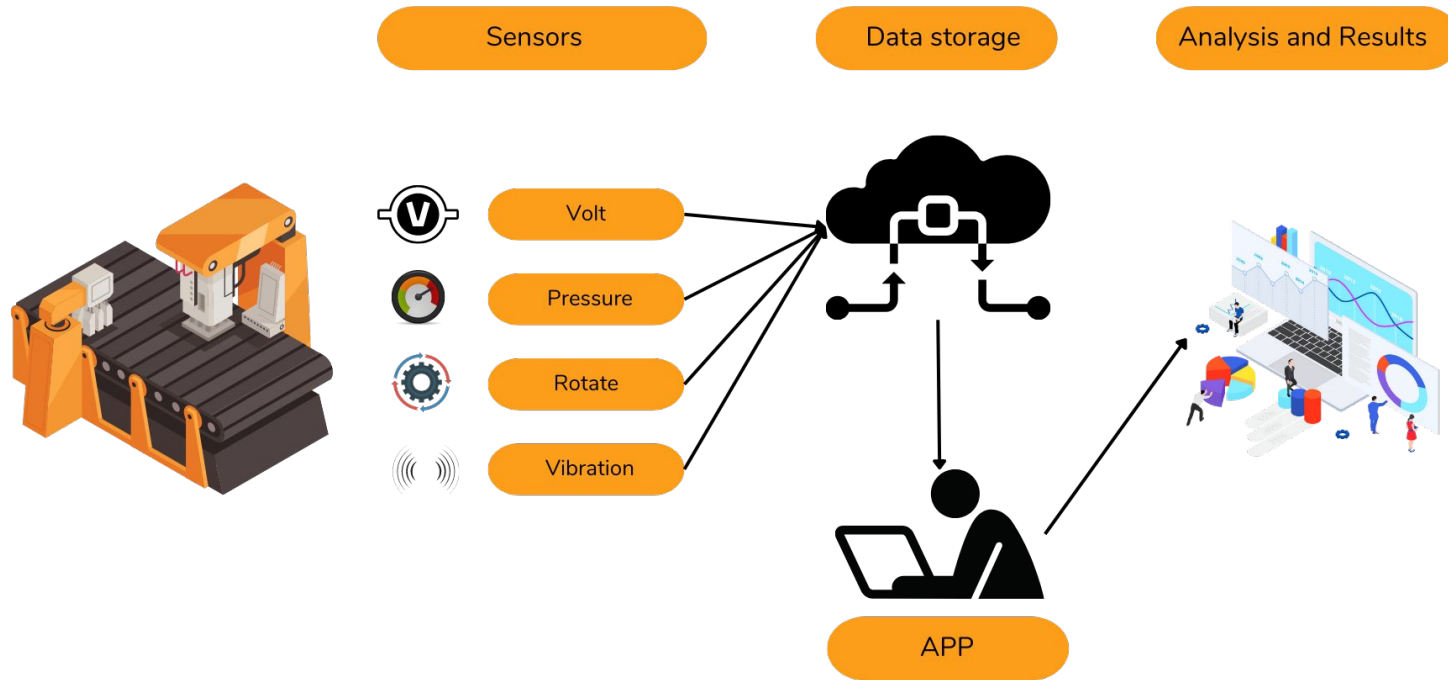 Sensors
Data storage
Analysis and Results
V
Volt
Pressure
Rotate
Vibration
APP